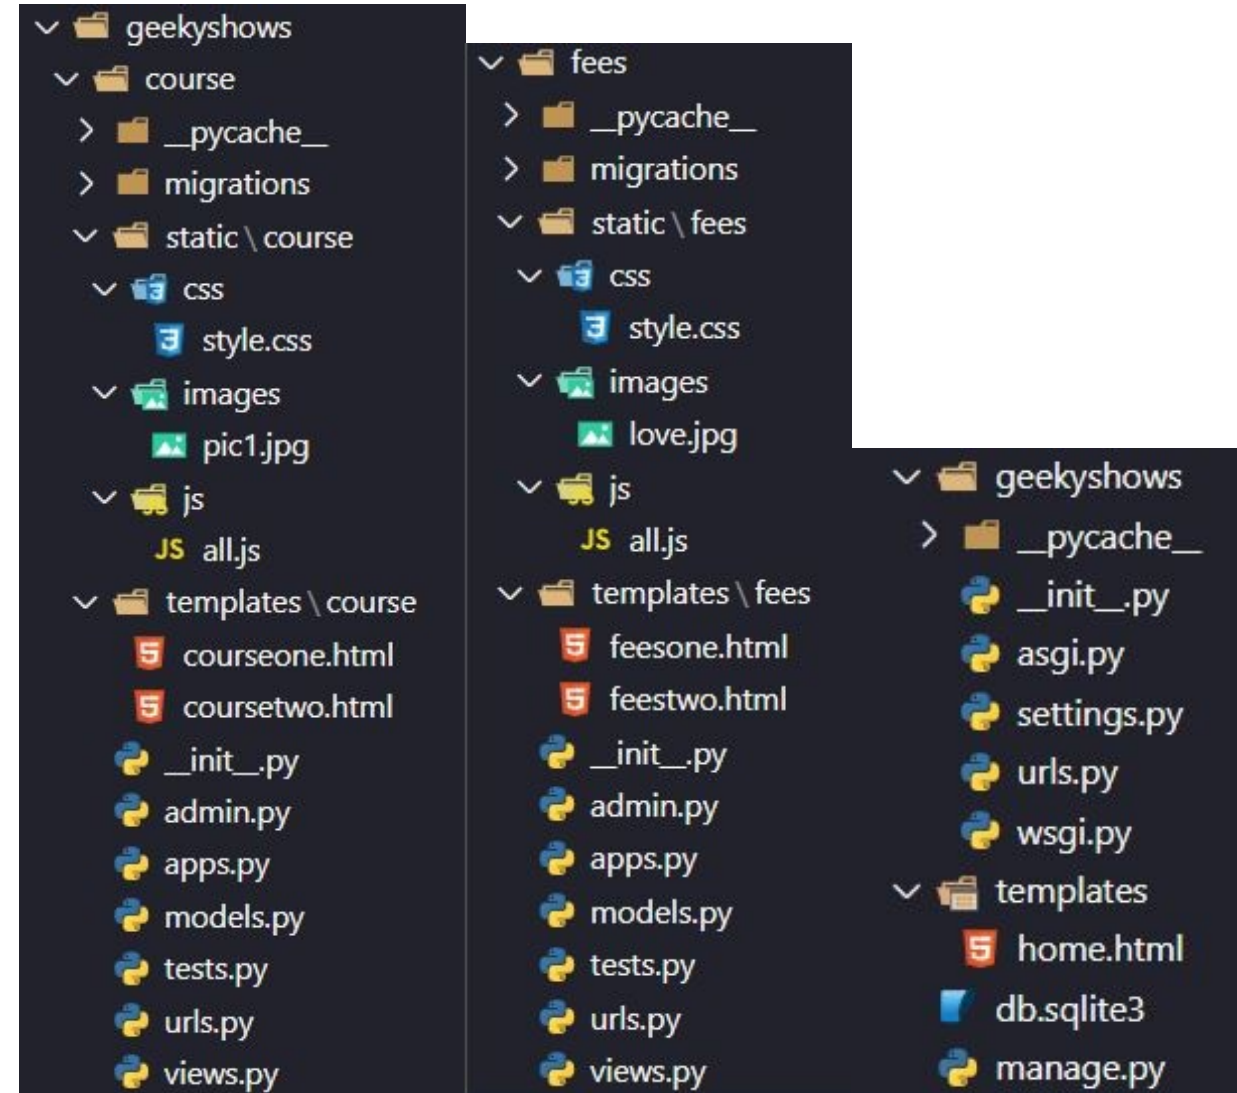 geekyshows
course
__pycache__
migrations
static \ course
css
style.css
images
pic1.jpg
js
JS all.js
templates \ course
courseone.html
coursetwo.html
__init__.py
admin.py
apps.py
models.py
tests.py
urls.py
views.py
fees
__pycache__
migrations
static \ fees
css
style.css
images
love.jpg
js
JS all.js
templates \ fees
feesone.html
feestwo.html
__init__.py
admin.py
apps.py
models.py
tests.py
urls.py
views.py
geekyshows
__pycache__
__init__.py
asgi.py
settings.py
urls.py
wsgi.py
templates
home.html
db.sqlite3
manage.py